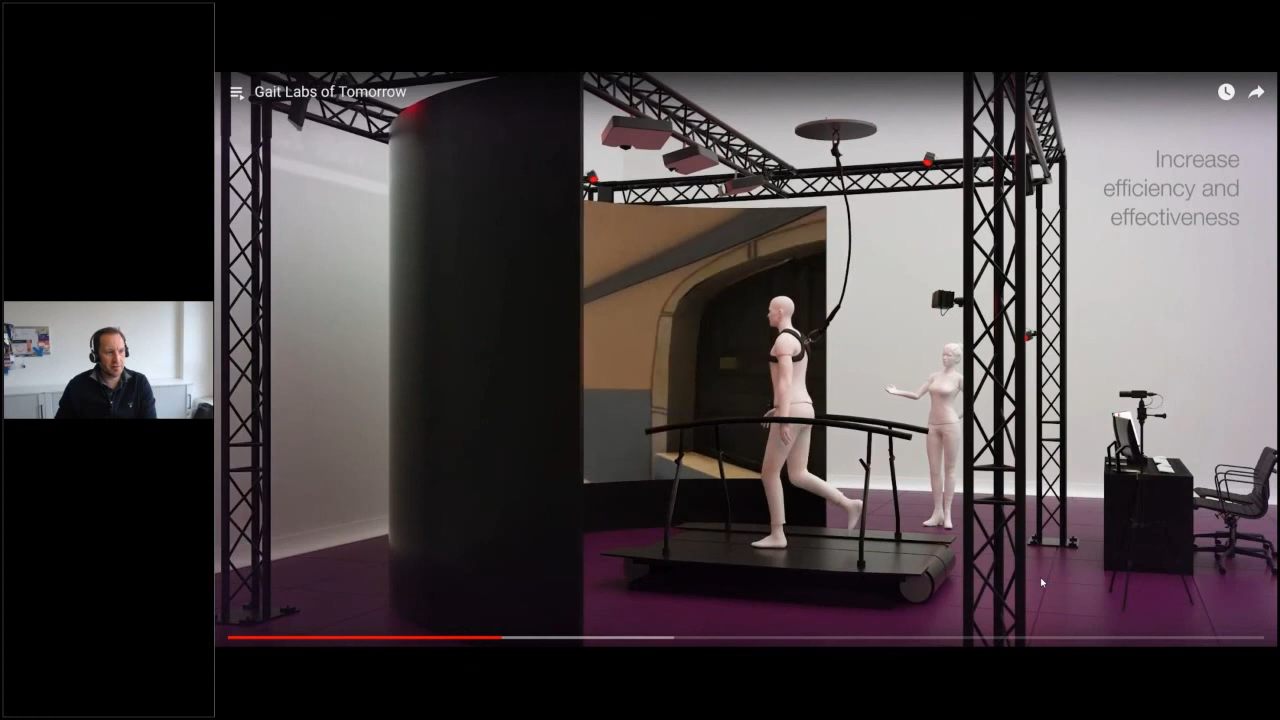 Gait Labs of Tomorrow
Increase
efficiency and
effectiveness